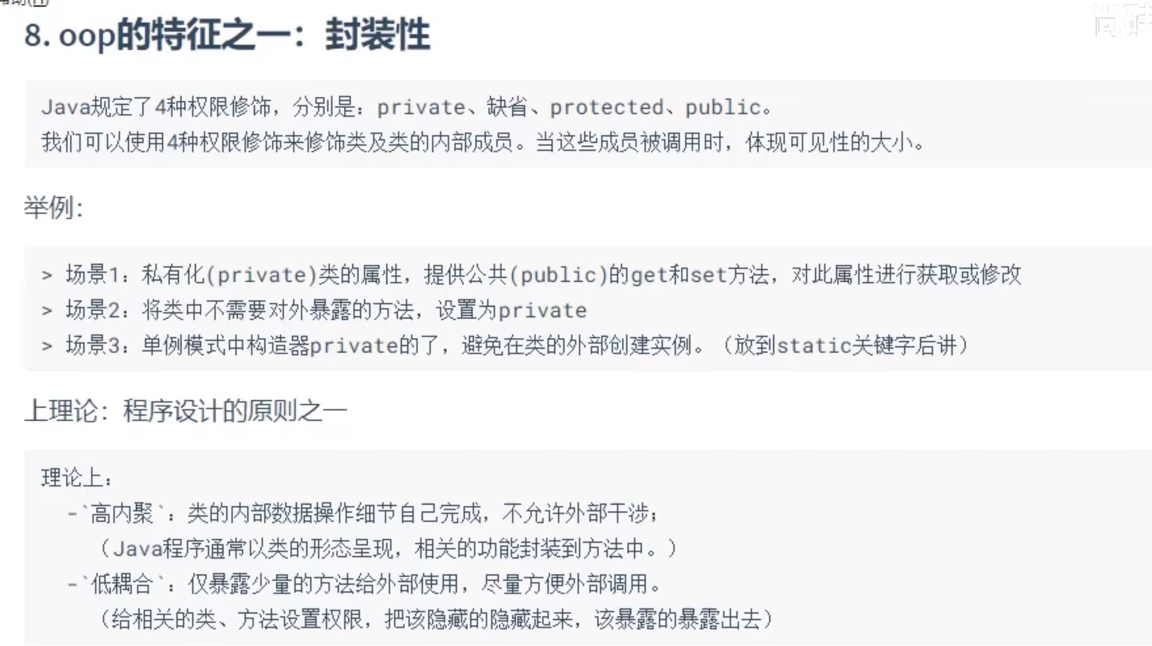 8. oop的特征之一：封装性
Java规定了4种权限修饰，分别是：private、缺省、protected、public。
我们可以使用4种权限修饰来修饰类及类的内部成员。当这些成员被调用时，体现可见性的大小。
举例：
> 场景1：私有化(private)类的属性，提供公共(public)的get和set方法，对此属性进行获取或修改
> 场景2：将类中不需要对外暴露的方法，设置为private
> 场景3：单例模式中构造器private的了，避免在类的外部创建实例。（放到static关键字后讲）
上理论：程序设计的原则之一
理论上：
-`高内聚`：类的内部数据操作细节自己完成，不允许外部干涉；
（Java程序通常以类的形态呈现，相关的功能封装到方法中。）
-`低耦合`：仅暴露少量的方法给外部使用，尽量方便外部调用。
（给相关的类、方法设置权限，把该隐藏的隐藏起来，该暴露的暴露出去）